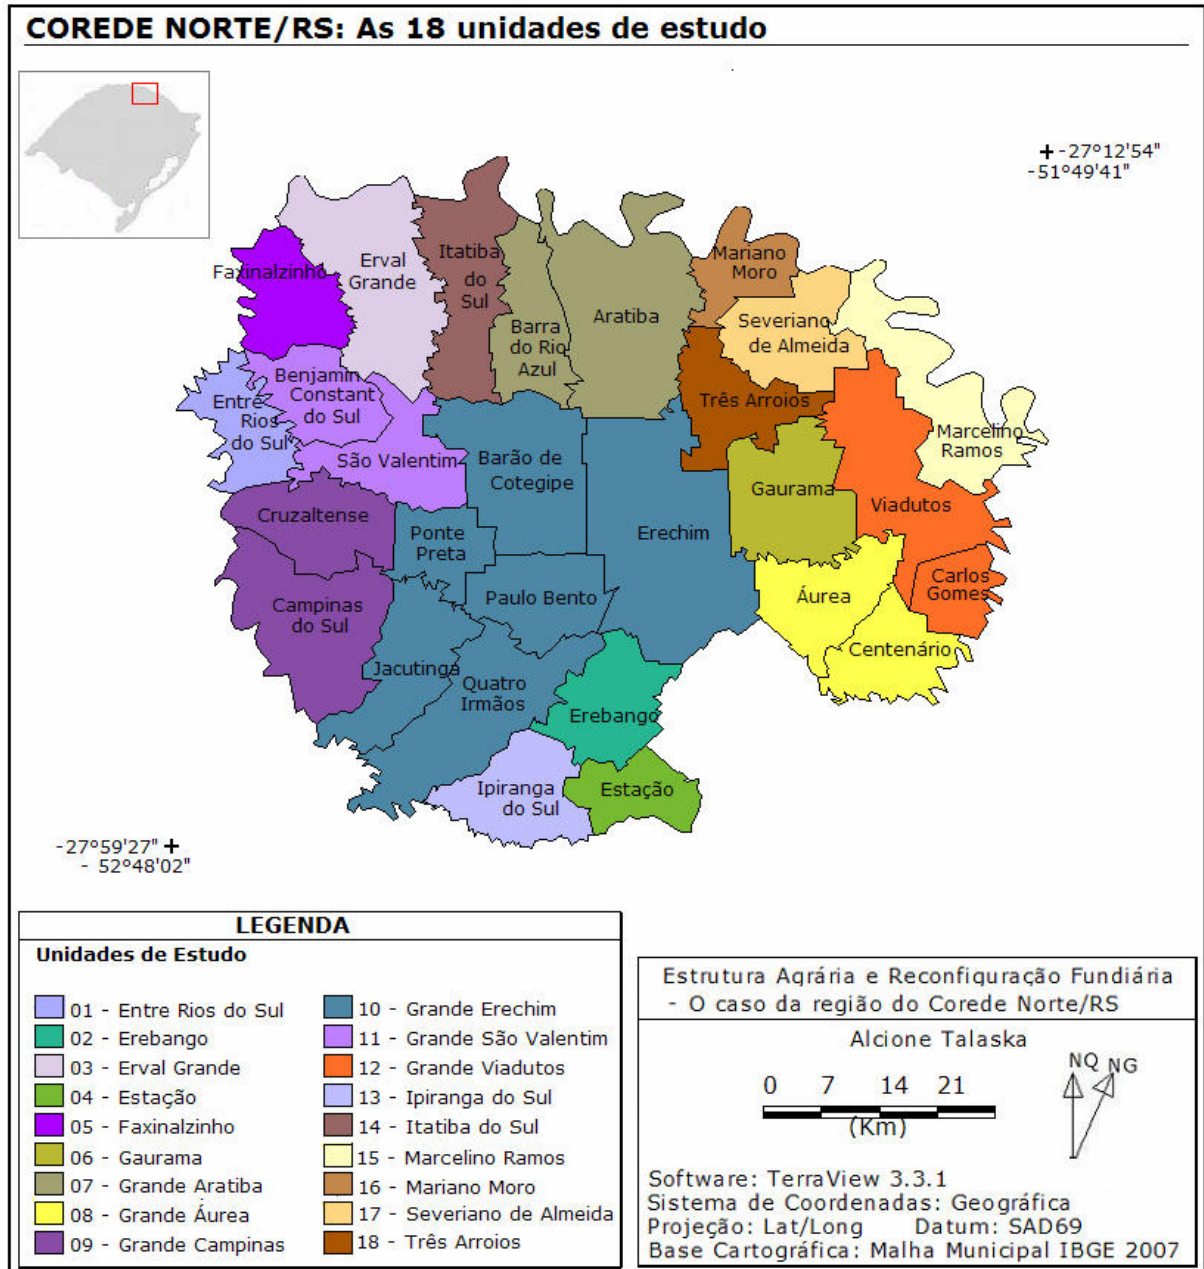 COREDE NORTE/RS: As 18 unidades de estudo
-27°12'54"
-51°49'41"
Faxinalzinho
Erval
Grande
Itatiba
do
Sul
Barra
do Rio
Azul
Aratiba
Mariano
Moro
Severiano
de Almeida
Três Arroios
Marcelino
Ramos
Entre
Rios
do Sul
Benjamin
Constant
do Sul
São Valentim
Barão de
Cotegipe
Gaurama
Viadutos
Cruzaltense
Ponte
Preta
Erechim
Carlos
Gomes
Campinas
do Sul
Paulo Bento
Áurea
Centenário
Jacutinga
Quatro
Irmãos
Erebango
Ipiranga
do Sul
Estação
-27°59'27"
- 52°48'02"
LEGENDA
Unidades de Estudo
01 - Entre Rios do Sul
02 - Erebango
03 - Erval Grande
04 - Estação
05 - Faxinalzinho
06 - Gaurama
07 - Grande Aratiba
08 - Grande Áurea
09 - Grande Campinas
10 - Grande Erechim
11 - Grande São Valentim
12 - Grande Viadutos
13 - Ipiranga do Sul
14 - Itatiba do Sul
15 - Marcelino Ramos
16 - Mariano Moro
17 - Severiano de Almeida
18 - Três Arroios
Estrutura Agrária e Reconfiguração Fundiária
- O caso da região do Corede Norte/RS
Alcione Talaska
0 7 14 21
(Km)
NQ NG
Software: TerraView 3.3.1
Sistema de Coordenadas: Geográfica
Projeção: Lat/Long Datum: SAD69
Base Cartográfica: Malha Municipal IBGE 2007